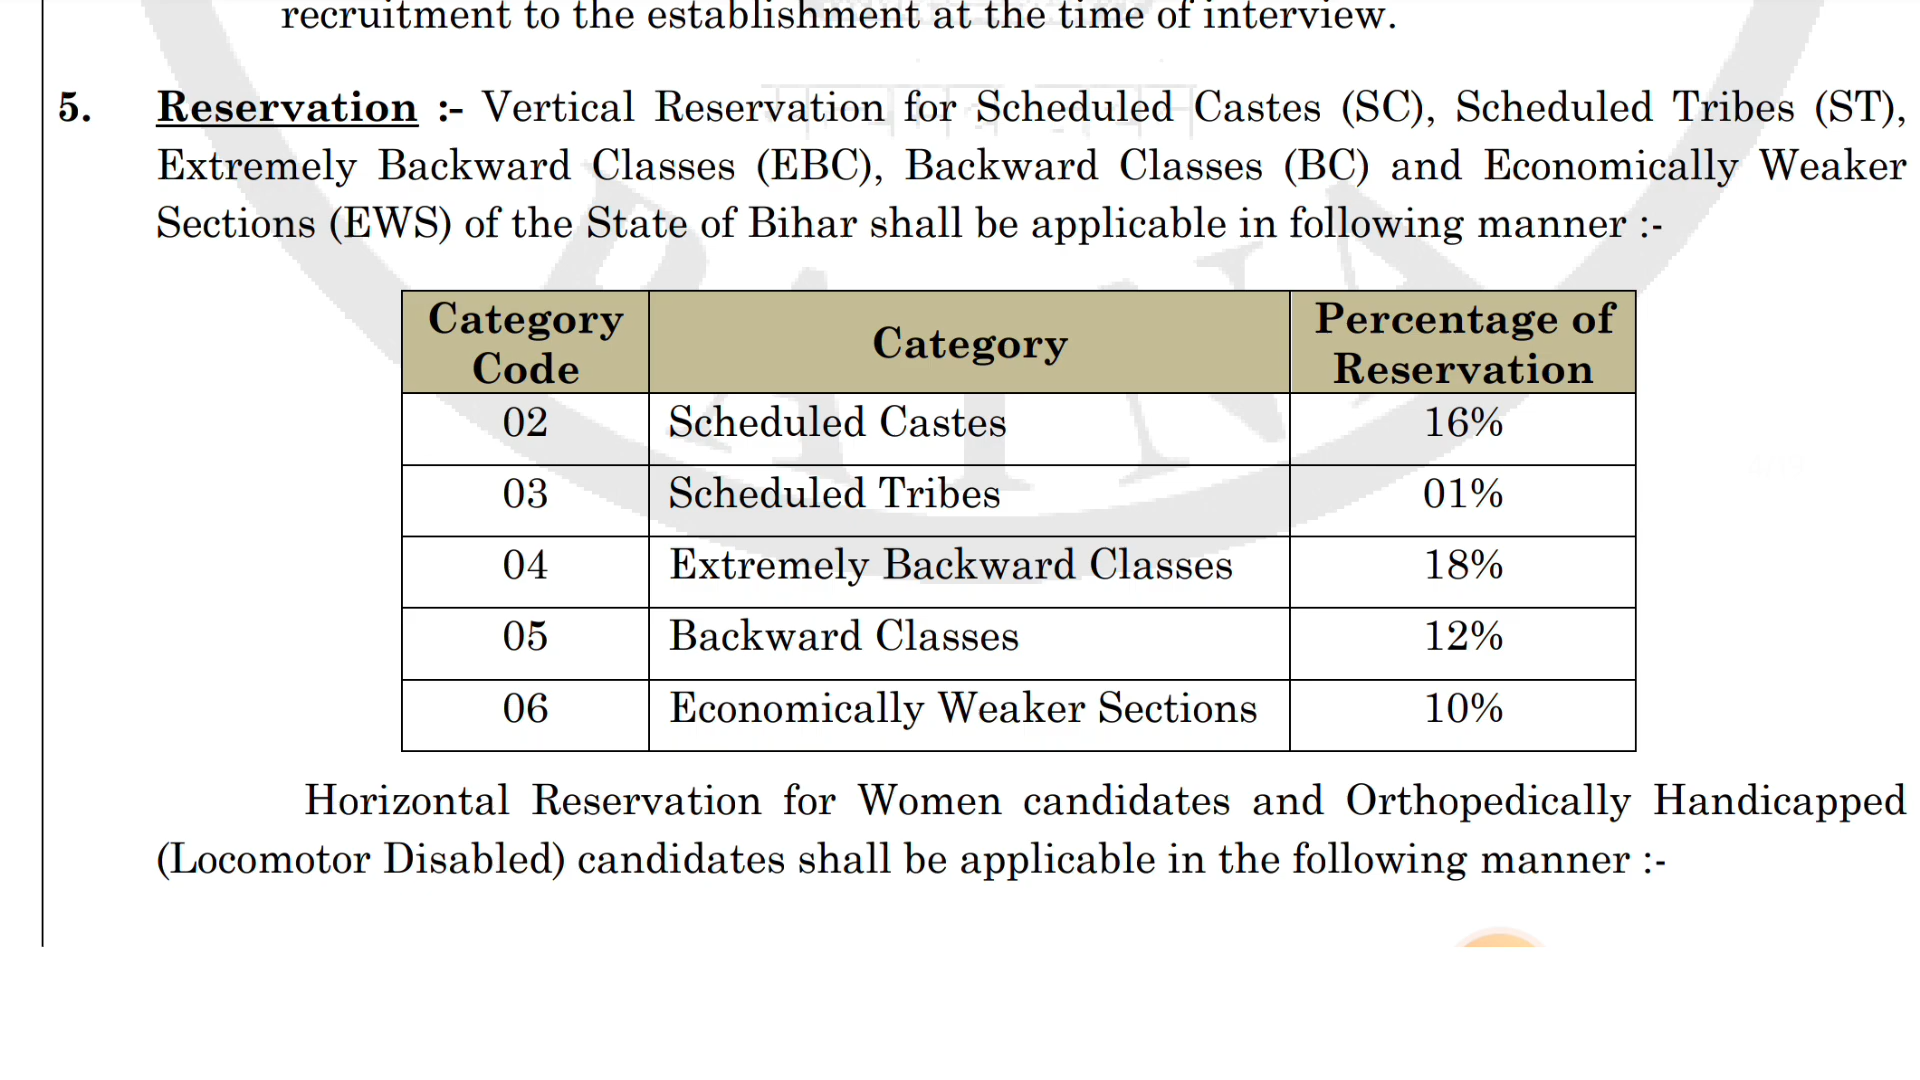 recruitment to the establishment at the time of interview.
5. Reservation :- Vertical Reservation for Scheduled Castes (SC), Scheduled Tribes (ST),
Extremely Backward Classes (EBC), Backward Classes (BC) and Economically Weaker
Sections (EWS) of the State of Bihar shall be applicable in following manner :-
Category Code Category Percentage of Reservation
02 Scheduled Castes 16%
03 Scheduled Tribes 01%
04 Extremely Backward Classes 18%
05 Backward Classes 12%
06 Economically Weaker Sections 10%
Horizontal Reservation for Women candidates and Orthopedically Handicapped
(Locomotor Disabled) candidates shall be applicable in the following manner :-
PATNA